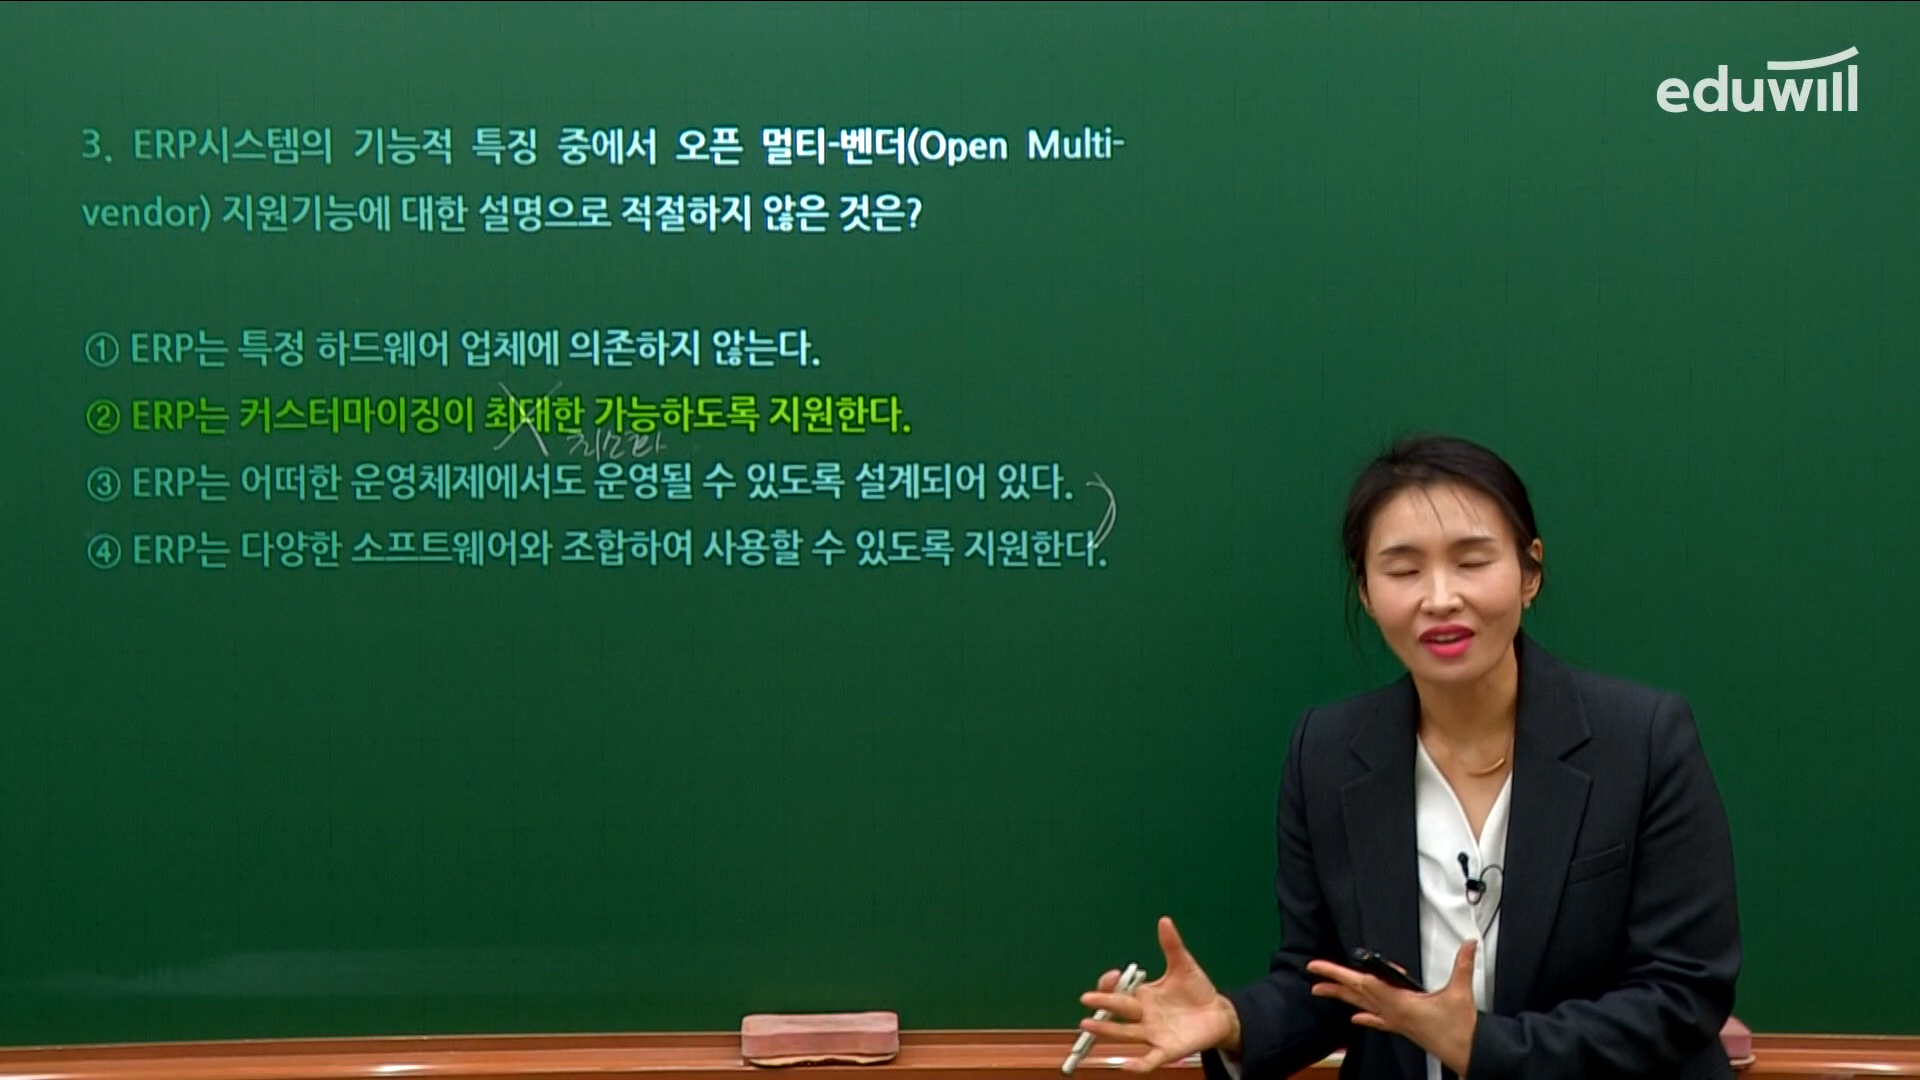 eduwill
3. ERP시스템의 기능적 특징 중에서 오픈 멀티-벤더(Open Multi-
vendor) 지원기능에 대한 설명으로 적절하지 않은 것은?
① ERP는 특정 하드웨어 업체에 의존하지 않는다.
② ERP는 커스터마이징이 최대한 가능하도록 지원한다.
최소화
③ ERP는 어떠한 운영체제에서도 운영될 수 있도록 설계되어 있다.
④ ERP는 다양한 소프트웨어와 조합하여 사용할 수 있도록 지원한다.